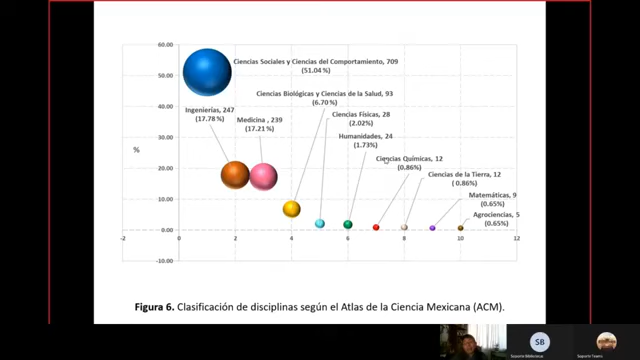 60.00
50.00
40.00
30.00
20.00
10.00
0.00
-10.00
%
-2
0
2
4
6
8
10
12
Ciencias Sociales y Ciencias del Comportamiento, 709
(51.04 %)
Ciencias Biológicas y Ciencias de la Salud, 93
(6.70 %)
Ingenierías, 247
(17.78 %)
Medicina , 239
(17.21 %)
Ciencias Físicas, 28
(2.02%)
Humanidades, 24
(1.73%)
Ciencias Químicas, 12
(0.86%)
Ciencias de la Tierra, 12
( 0.86%)
Matemáticas, 9
(0.65%)
Agrociencias, 5
(0.65%)
Figura 6. Clasificación de disciplinas según el Atlas de la Ciencia Mexicana (ACM).
SB
Soporte Biblioteca
Soporte Teams